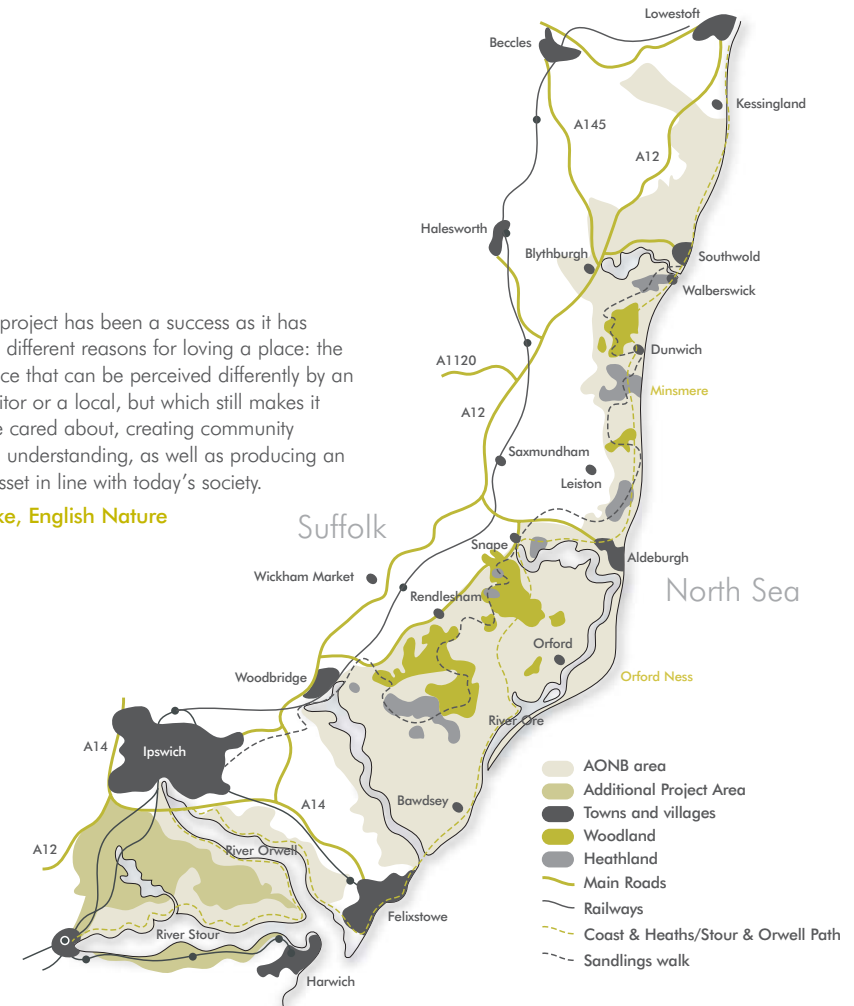 Lowestoft
Beccles
Kessingland
A145
A12
Halesworth
Blythburgh
Southwold
Walberswick
project has been a success as it has
different reasons for loving a place: the
ce that can be perceived differently by an
itor or a local, but which still makes it
e cared about, creating community
understanding, as well as producing an
sset in line with today's society.
ke, English Nature
Dunwich
A1120
Minsmere
A12
Saxmundham
Leiston
Suffolk
Snape
Aldeburgh
Wickham Market
North Sea
Rendlesham
Orford
Woodbridge
Orford Ness
River Ore
A14
Ipswich
AONB area
Additional Project Area
Towns and villages
Woodland
Heathland
Main Roads
Railways
Coast & Heaths/Stour & Orwell Path
Sandlings walk
Bawdsey
A14
A12
River Orwell
Felixstowe
River Stour
Harwich